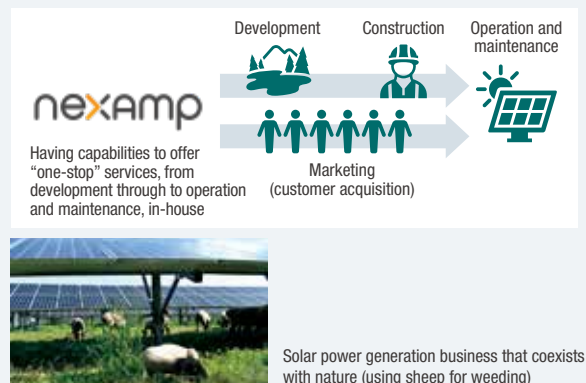 Development
Construction
Operation and
maintenance
nexamp
Having capabilities to offer
“one-stop” services, from
development through to operation
and maintenance, in-house
Marketing
(customer acquisition)
Solar power generation business that coexists
with nature (using sheep for weeding)